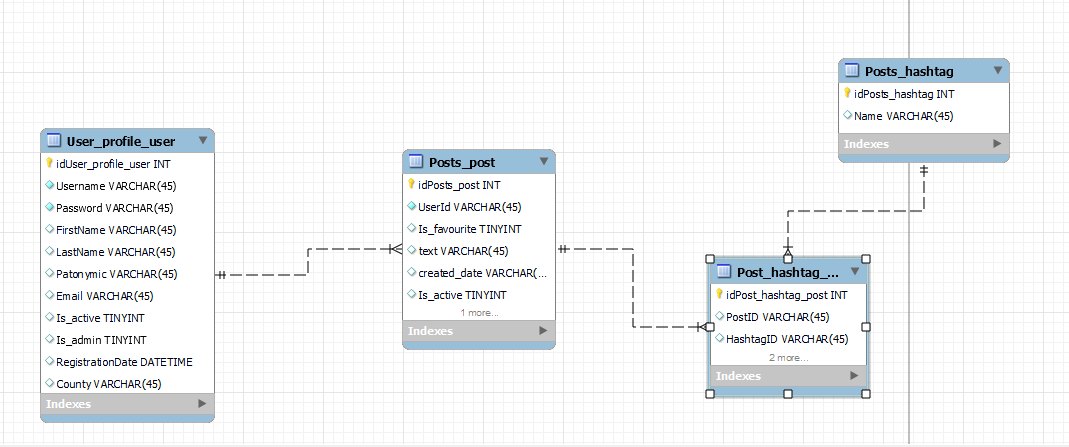 User_profile_user
idUser_profile_user INT
Username VARCHAR(45)
Password VARCHAR(45)
FirstName VARCHAR(45)
LastName VARCHAR(45)
Patonymic VARCHAR(45)
Email VARCHAR(45)
Is_active TINYINT
Is_admin TINYINT
RegistrationDate DATETIME
County VARCHAR(45)
Indexes
Posts_post
idPosts_post INT
UserId VARCHAR(45)
Is_favourite TINYINT
text VARCHAR(45)
created_date VARCHAR(...
Is_active TINYINT
1 more...
Indexes
Posts_hashtag
idPosts_hashtag INT
Name VARCHAR(45)
Indexes
Post_hashtag_...
idPost_hashtag_post INT
PostID VARCHAR(45)
HashtagID VARCHAR(45)
2 more...
Indexes